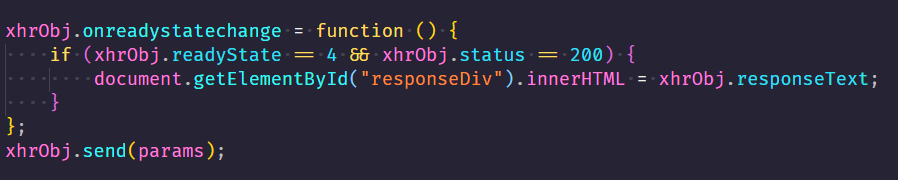 xhrObj.onreadystatechange = function () {
    if (xhrObj.readyState == 4 && xhrObj.status == 200) {
        document.getElementById("responseDiv").innerHTML = xhrObj.responseText;
    }
};
xhrObj.send(params);